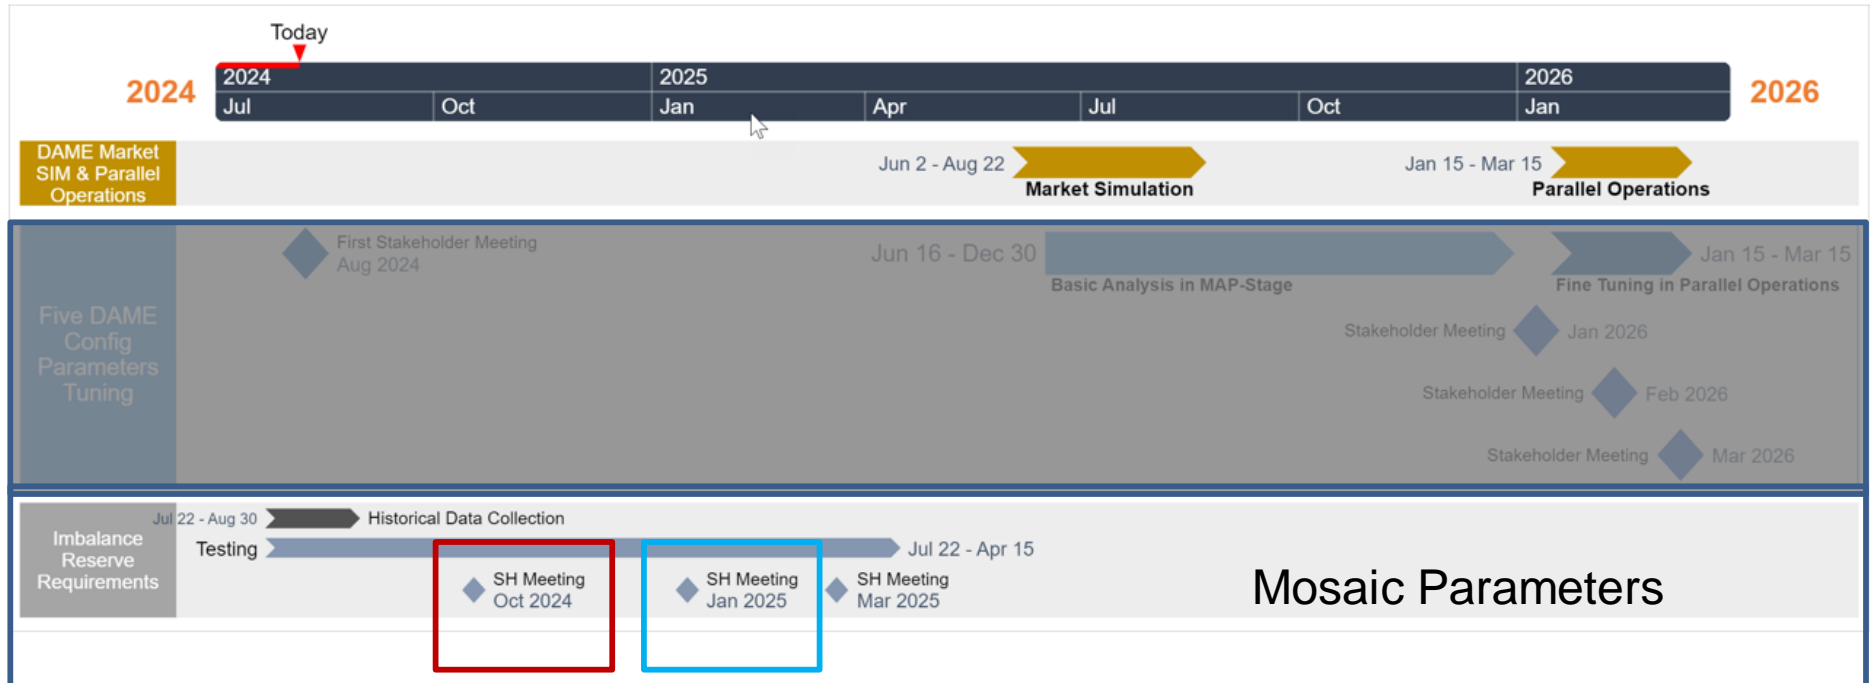 Today
2024
2024
2025
2026
Jul
Oct
Jan
Apr
Jul
Oct
Jan
2026
DAME Market
SIM & Parallel
Operations
Jun 2 - Aug 22
Market Simulation
Jan 15 - Mar 15
Parallel Operations
Five DAME
Config
Parameters
Tuning
First Stakeholder Meeting
Aug 2024
Jun 16 - Dec 30
Basic Analysis in MAP-Stage
Jan 15 - Mar 15
Fine Tuning in Parallel Operations
Stakeholder Meeting
Jan 2026
Stakeholder Meeting
Feb 2026
Stakeholder Meeting
Mar 2026
Imbalance
Reserve
Requirements
Jul 22 - Aug 30
Historical Data Collection
Testing
Jul 22 - Apr 15
SH Meeting
Oct 2024
SH Meeting
Jan 2025
SH Meeting
Mar 2025
Mosaic Parameters